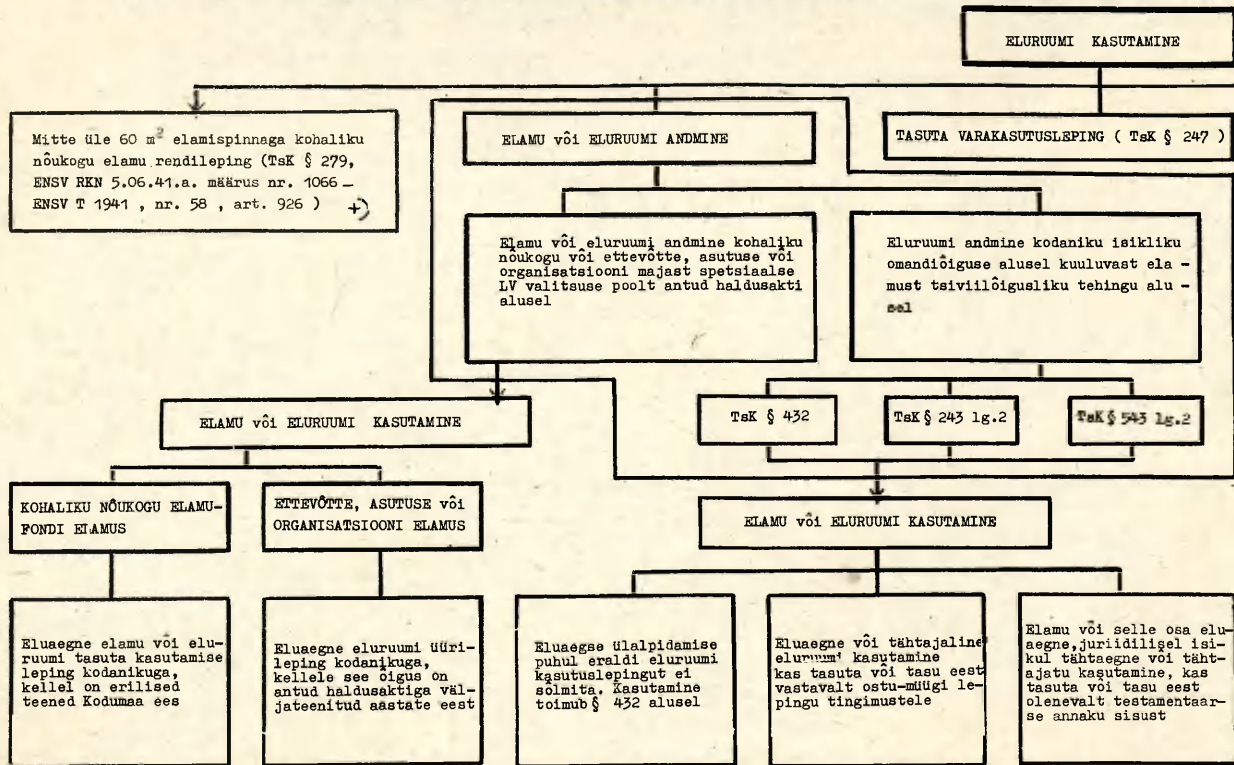 ELURUUMI KASUTAMINE
Mitte üle 60 m² elamispinnaga kohaliku
nõukogu elamu rendileping (TsK § 279,
ENSV RKN 5.06.41.a. määrus nr. 1066 –
ENSV T 1941 , nr. 58 , art. 926 ) +)
ELAMU või ELURUUMI ANDMINE
TASUTA VARAKASUTUSLEPING ( TsK § 247 )
Elamu või eluruumi andmine kohaliku
nõukogu või ettevõtte, asutuse või
organisatsiooni majast spetsiaalse
LV valitsuse poolt antud haldusakti
alusel
Eluruumi andmine kodaniku isikliku
omandiõiguse alusel kuuluvast ela -
must tsiviilõigusliku tehingu alu -
sel
ELAMU või ELURUUMI KASUTAMINE
TsK § 432
TsK § 243 lg.2
TsK § 543 lg.2
KOHALIKU NÕUKOGU ELAMU-
FONDI ELAMUS
ETTEVÕTTE, ASUTUSE või
ORGANISATSIOONI ELAMUS
ELAMU või ELURUUMI KASUTAMINE
Eluaegne elamu või elu-
ruumi tasuta kasutamise
leping kodanikuga,
kellel on erilised
teened Kodumaa ees
Eluaegne eluruumi üüri-
leping kodanikuga,
kellele see õigus on
antud haldusaktiga väl-
jateenitud aastate eest
Eluaegse ülalpidamise
puhul eraldi eluruumi
kasutuslepingut ei
sõlmita. Kasutamine
toimub § 432 alusel
Eluaegne või tähtajaline
eluruumi kasutamine
kas tasuta või tasu eest
vastavalt ostu-müügi le-
pingu tingimustele
Elamu või selle osa elu-
aegne,juriidilisel isi-
kul tähtaegne või täht-
ajatu kasutamine, kas
tasuta või tasu eest
olenevalt testamentaar-
se annaku sisust